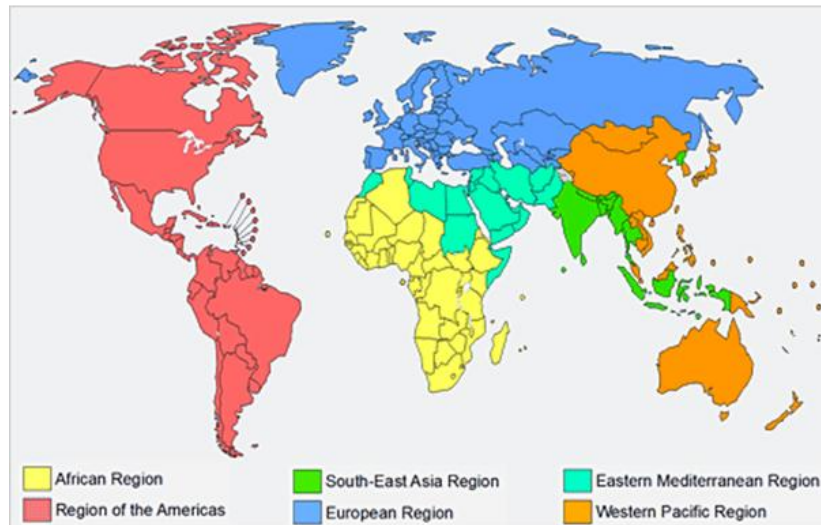 African Region
South-East Asia Region
Eastern Mediterranean Region
Region of the Americas
European Region
Western Pacific Region